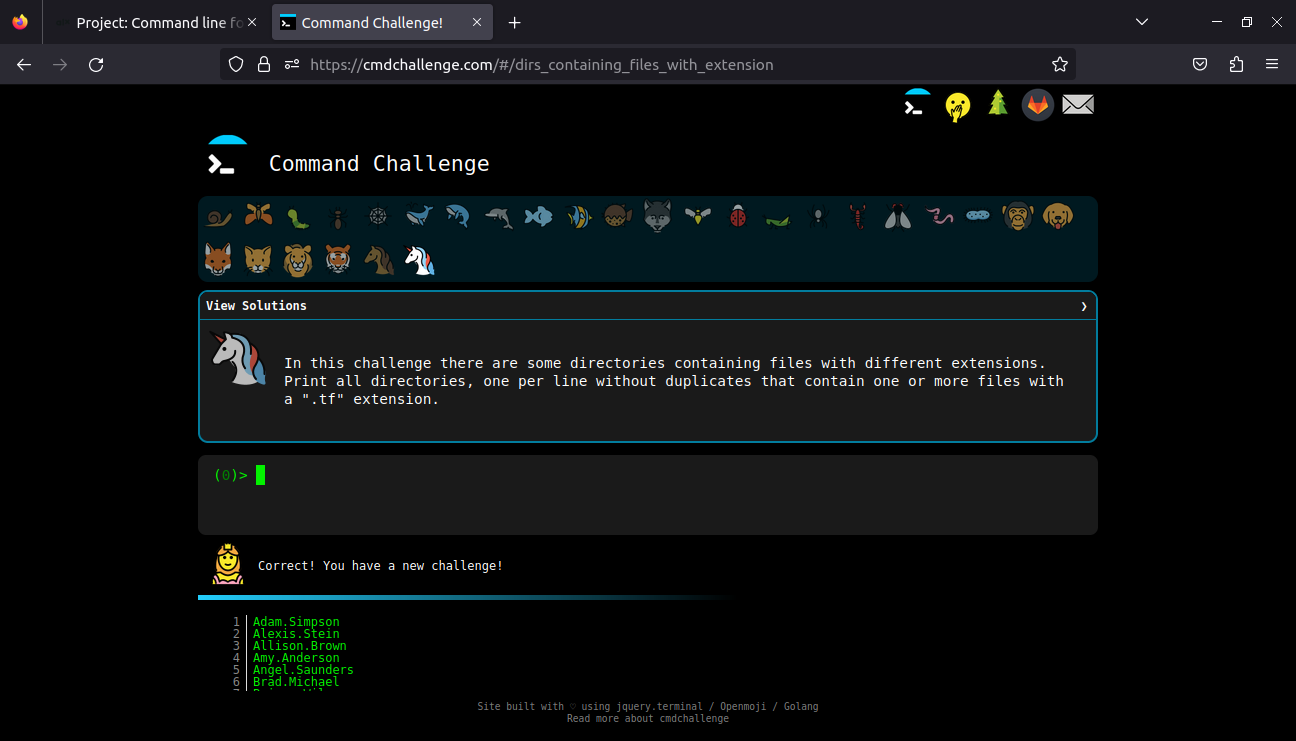 Project: Command line fo
Command Challenge!
https://cmdchallenge.com/#/dirs_containing_files_with_extension
Command Challenge
View Solutions
In this challenge there are some directories containing files with different extensions.
Print all directories, one per line without duplicates that contain one or more files with
a ".tf" extension.
(0)>
Correct! You have a new challenge!
1 Adam.Simpson
2 Alexis.Stein
3 Allison.Brown
4 Amy.Anderson
5 Angel.Saunders
6 Brad.Michael
Site built with ♡ using jquery.terminal / Openmoji / Golang
Read more about cmdchallenge